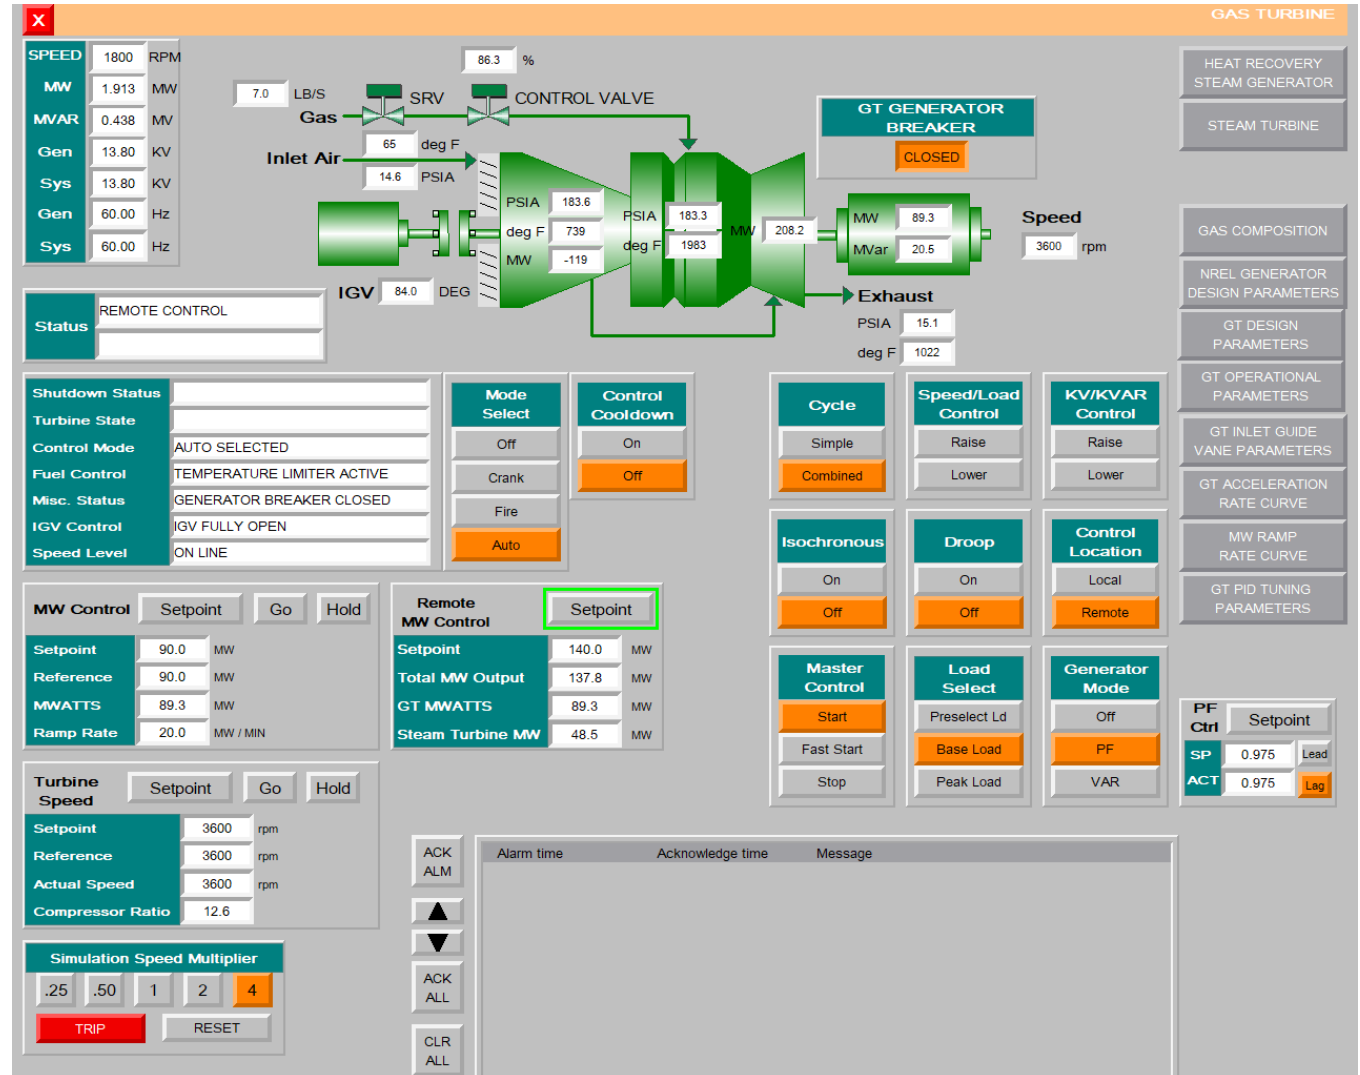 X
GAS TURBINE
SPEED 1800 RPM
MW 1.913 MW
MVAR 0.438 MV
Gen 13.80 KV
Sys 13.80 KV
Gen 60.00 Hz
Sys 60.00 Hz
86.3 %
7.0 LB/S
SRV
CONTROL VALVE
Gas
65 deg F
Inlet Air
14.6 PSIA
GT GENERATOR
BREAKER
CLOSED
PSIA 183.6
deg F 739
MW -119
PSIA 183.3
deg F 1983
MW 208.2
MW 89.3
MVar 20.5
Speed
3600 rpm
IGV 84.0 DEG
Exhaust
PSIA 15.1
deg F 1022
HEAT RECOVERY
STEAM GENERATOR
STEAM TURBINE
GAS COMPOSITION
NREL GENERATOR
DESIGN PARAMETERS
GT DESIGN
PARAMETERS
GT OPERATIONAL
PARAMETERS
GT INLET GUIDE
VANE PARAMETERS
GT ACCELERATION
RATE CURVE
MW RAMP
RATE CURVE
GT PID TUNING
PARAMETERS
Status
REMOTE CONTROL
Shutdown Status
Turbine State
Control Mode AUTO SELECTED
Fuel Control TEMPERATURE LIMITER ACTIVE
Misc. Status GENERATOR BREAKER CLOSED
IGV Control IGV FULLY OPEN
Speed Level ON LINE
Mode
Select
Off
Crank
Fire
Auto
Control
Cooldown
On
Off
Cycle
Simple
Combined
Speed/Load
Control
Raise
Lower
KV/KVAR
Control
Raise
Lower
Isochronous
On
Off
Droop
On
Off
Control
Location
Local
Remote
MW Control Setpoint Go Hold
Setpoint 90.0 MW
Reference 90.0 MW
MWATTS 89.3 MW
Ramp Rate 20.0 MW / MIN
Remote
MW Control
Setpoint
Setpoint 140.0 MW
Total MW Output 137.8 MW
GT MWATTS 89.3 MW
Steam Turbine MW 48.5 MW
Master
Control
Start
Fast Start
Stop
Load
Select
Preselect Ld
Base Load
Peak Load
Generator
Mode
Off
PF
VAR
PF
Ctrl
Setpoint
SP 0.975 Lead
ACT 0.975 Lag
Turbine
Speed
Setpoint Go Hold
Setpoint 3600 rpm
Reference 3600 rpm
Actual Speed 3600 rpm
Compressor Ratio 12.6
Simulation Speed Multiplier
.25 .50 1 2 4
TRIP RESET
ACK
ALM
ACK
ALL
CLR
ALL
Alarm time Acknowledge time Message